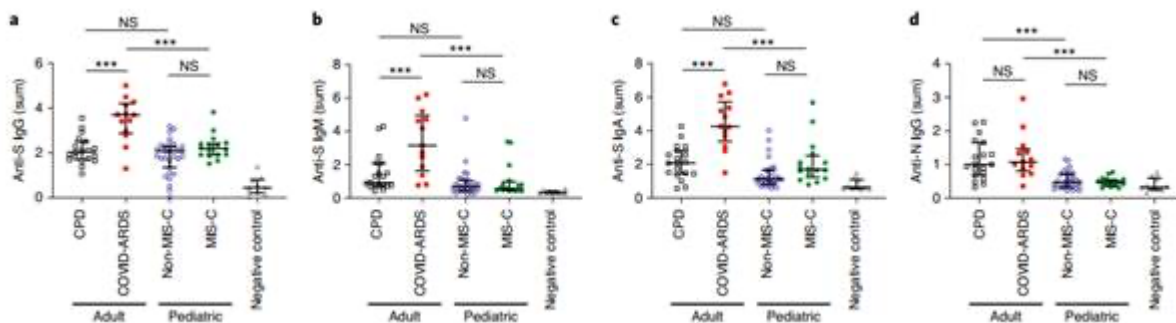 a
NS
***
***
NS
Anti-S IgG (sum)
6
4
2
0
CPD
COVID-ARDS
Non-MIS-C
MIS-C
Negative control
Adult
Pediatric
b
NS
***
***
NS
Anti-S IgM (sum)
8
6
4
2
0
CPD
COVID-ARDS
Non-MIS-C
MIS-C
Negative control
Adult
Pediatric
c
NS
***
***
NS
Anti-S IgA (sum)
8
6
4
2
0
CPD
COVID-ARDS
Non-MIS-C
MIS-C
Negative control
Adult
Pediatric
d
***
***
NS
NS
Anti-N IgG (sum)
4
3
2
1
0
CPD
COVID-ARDS
Non-MIS-C
MIS-C
Negative control
Adult
Pediatric